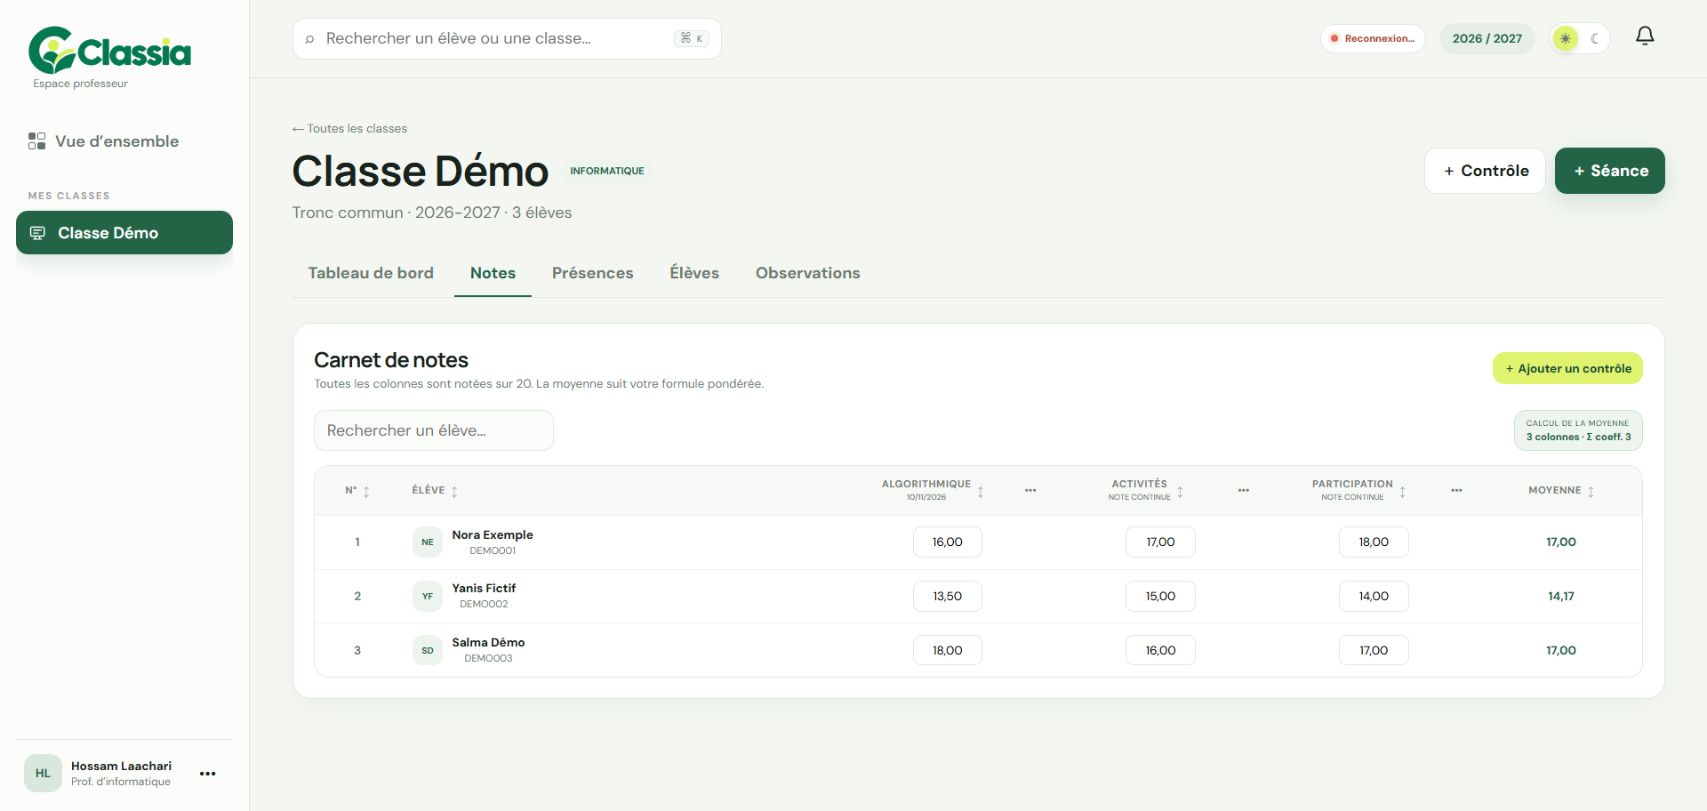 Classia
Espace professeur
Rechercher un élève ou une classe...
⌘ K
Reconnexion...
2026 / 2027
Vue d’ensemble
MES CLASSES
Classe Démo
← Toutes les classes
Classe Démo
INFORMATIQUE
Tronc commun · 2026-2027 · 3 élèves
+ Contrôle
+ Séance
Tableau de bord
Notes
Présences
Élèves
Observations
Carnet de notes
Toutes les colonnes sont notées sur 20. La moyenne suit votre formule pondérée.
+ Ajouter un contrôle
Rechercher un élève...
CALCUL DE LA MOYENNE
3 colonnes · Σ coeff. 3
N° ↕ ÉLÈVE ↕ ALGORITHMIQUE ↕ ••• ACTIVITÉS ↕ ••• PARTICIPATION ↕ ••• MOYENNE ↕
10/11/2026 NOTE CONTINUE NOTE CONTINUE
1 NE Nora Exemple 16,00 17,00 18,00 17,00
DEMO001
2 YF Yanis Fictif 13,50 15,00 14,00 14,17
DEMO002
3 SD Salma Démo 18,00 16,00 17,00 17,00
DEMO003
HL Hossam Laachari •••
Prof. d’informatique